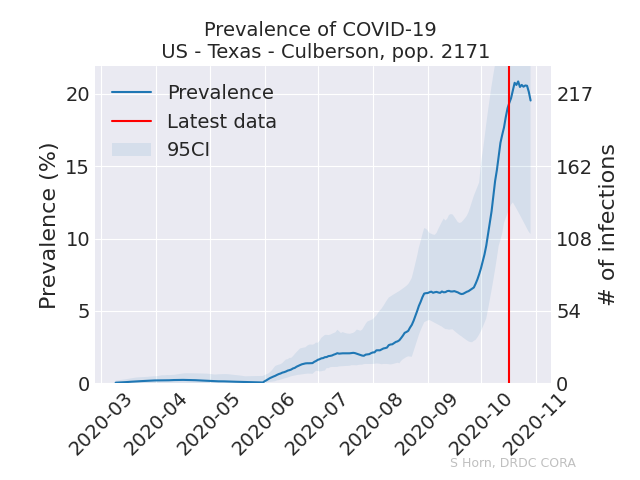 Prevalence of COVID-19
US - Texas - Culberson, pop. 2171
Prevalence
Latest data
95CI
Prevalence (%)
20
15
10
5
0
217
162
108
54
0
# of infections
2020-03
2020-04
2020-05
2020-06
2020-07
2020-08
2020-09
2020-10
2020-11
S Horn, DRDC CORA